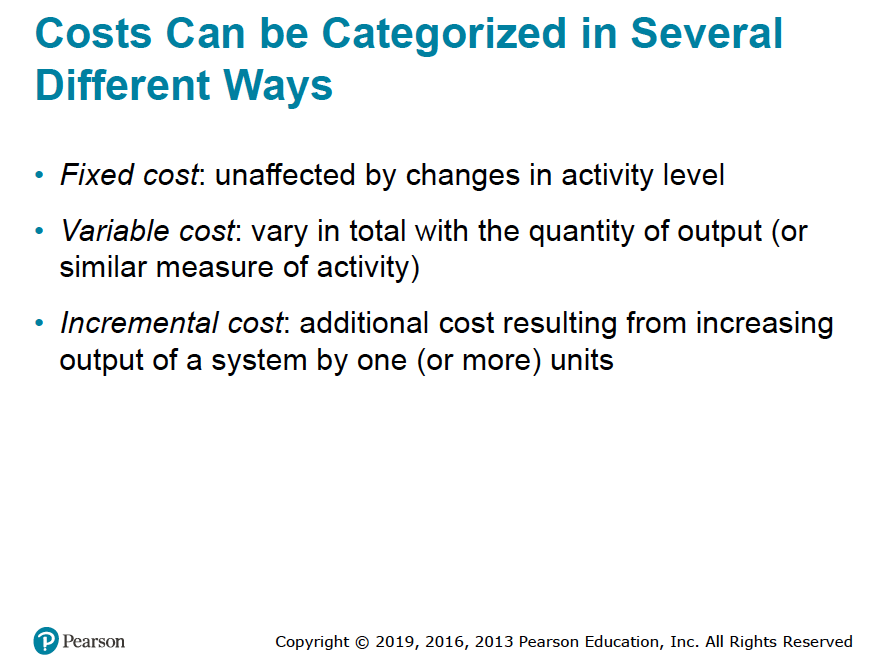 Costs Can be Categorized in Several
Different Ways
• Fixed cost: unaffected by changes in activity level
• Variable cost: vary in total with the quantity of output (or
similar measure of activity)
• Incremental cost: additional cost resulting from increasing
output of a system by one (or more) units
Pearson
Copyright © 2019, 2016, 2013 Pearson Education, Inc. All Rights Reserved